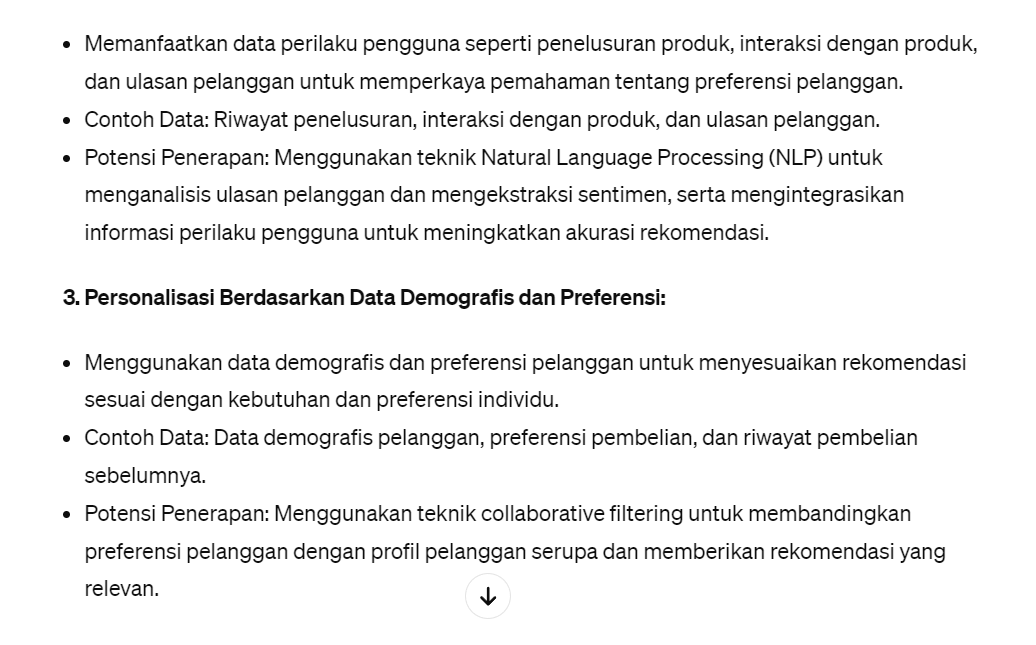 • Memanfaatkan data perilaku pengguna seperti penelusuran produk, interaksi dengan produk,
dan ulasan pelanggan untuk memperkaya pemahaman tentang preferensi pelanggan.
• Contoh Data: Riwayat penelusuran, interaksi dengan produk, dan ulasan pelanggan.
• Potensi Penerapan: Menggunakan teknik Natural Language Processing (NLP) untuk
menganalisis ulasan pelanggan dan mengekstraksi sentimen, serta mengintegrasikan
informasi perilaku pengguna untuk meningkatkan akurasi rekomendasi.
3. Personalisasi Berdasarkan Data Demografis dan Preferensi:
• Menggunakan data demografis dan preferensi pelanggan untuk menyesuaikan rekomendasi
sesuai dengan kebutuhan dan preferensi individu.
• Contoh Data: Data demografis pelanggan, preferensi pembelian, dan riwayat pembelian
sebelumnya.
• Potensi Penerapan: Menggunakan teknik collaborative filtering untuk membandingkan
preferensi pelanggan dengan profil pelanggan serupa dan memberikan rekomendasi yang
relevan.